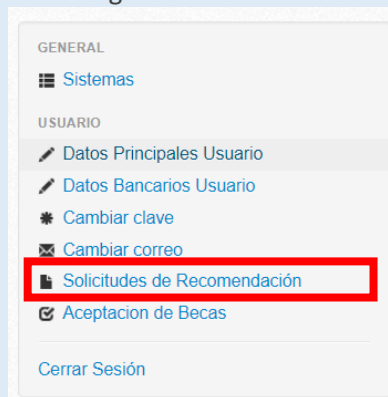 GENERAL
Sistemas
USUARIO
Datos Principales Usuario
Datos Bancarios Usuario
Cambiar clave
Cambiar correo
Solicitudes de Recomendación
Aceptacion de Becas
Cerrar Sesión